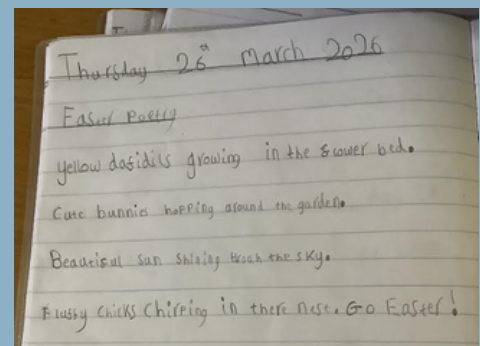 Thursday 26th March 2026
Easter Poetry
yellow dafidils growing in the flower bed.
Cute bunnies hopping around the garden.
Beautiful sun shining throuh the sky.
Fluffy chicks chirping in there nest. Go Easter!